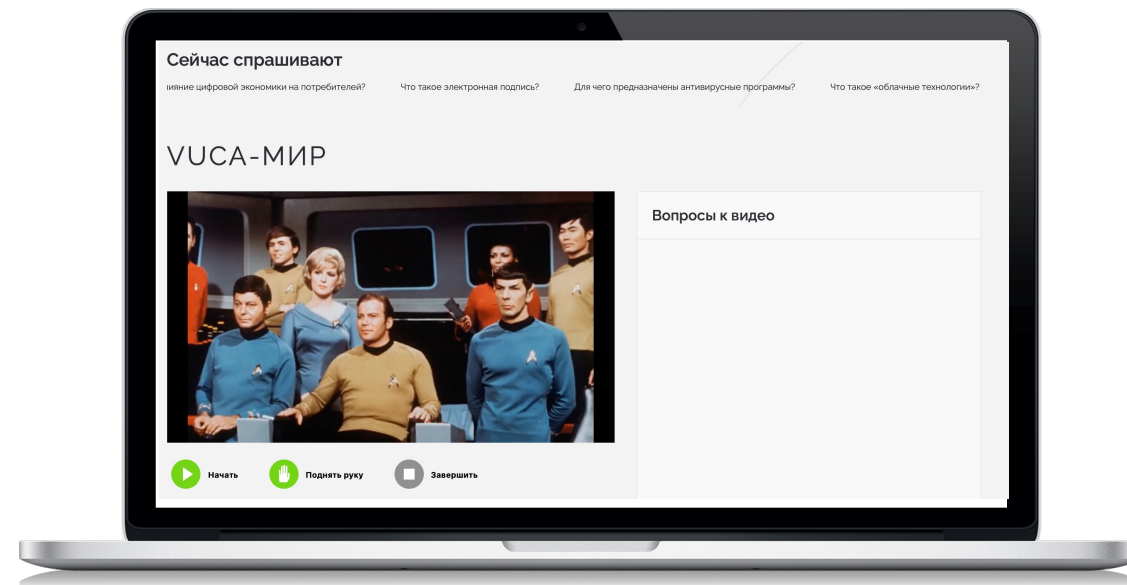 Сейчас спрашивают
ияние цифровой экономики на потребителей? Что такое электронная подпись? Для чего предназначены антивирусные программы? Что такое «облачные технологии»?
VUCA-МИР
Вопросы к видео
Начать Поднять руку Завершить